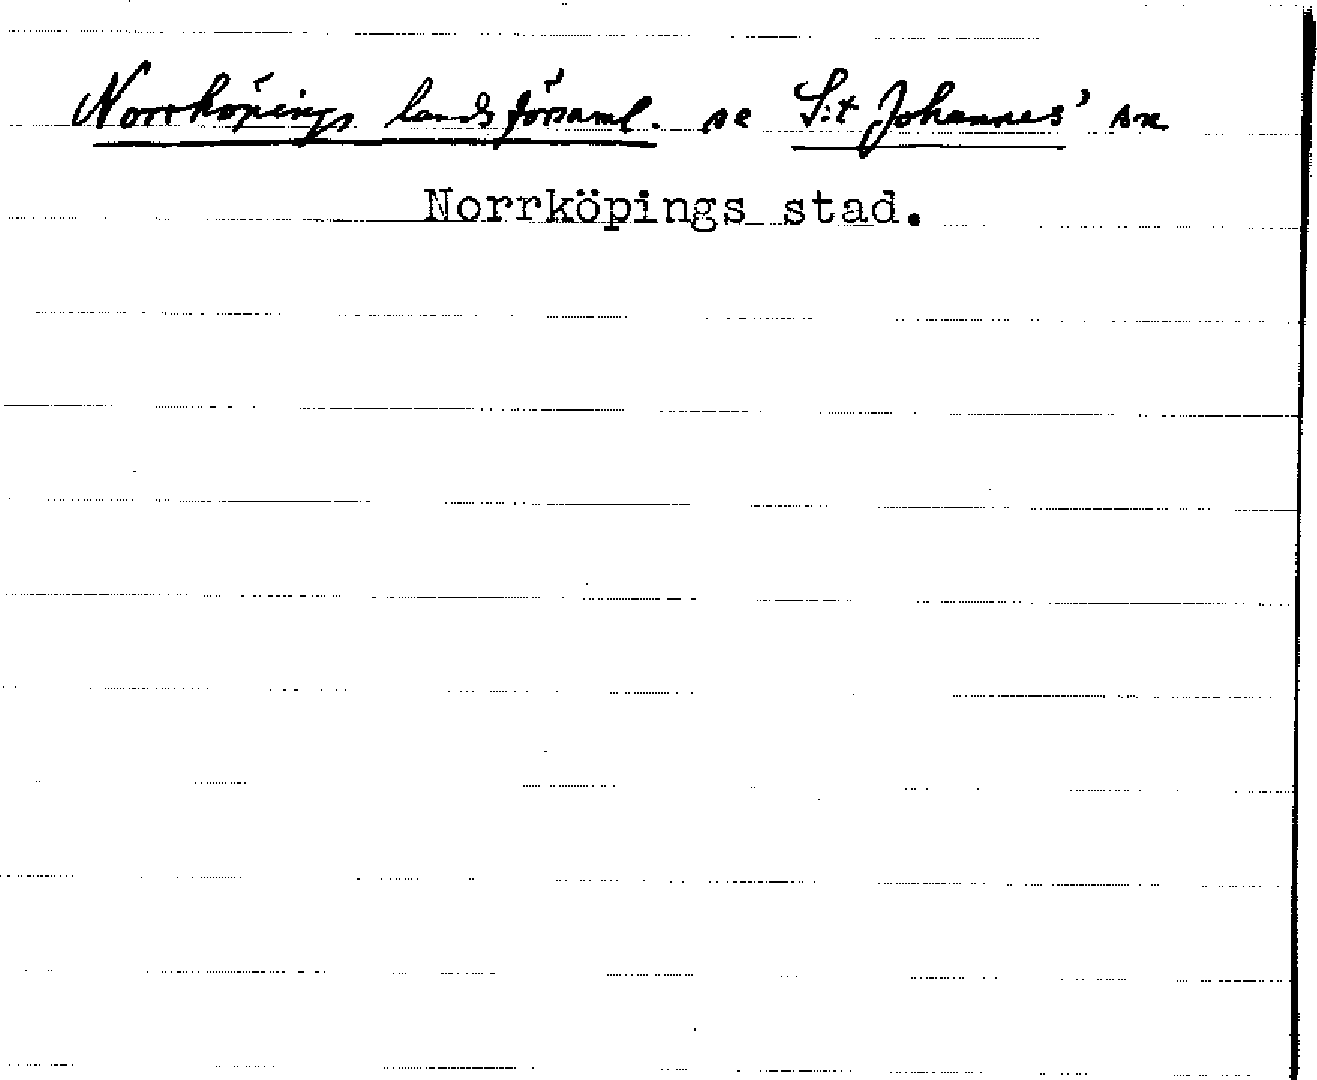 Norrköpings landsförsaml. se S:t Johannes' sn
Norrköpings stad.